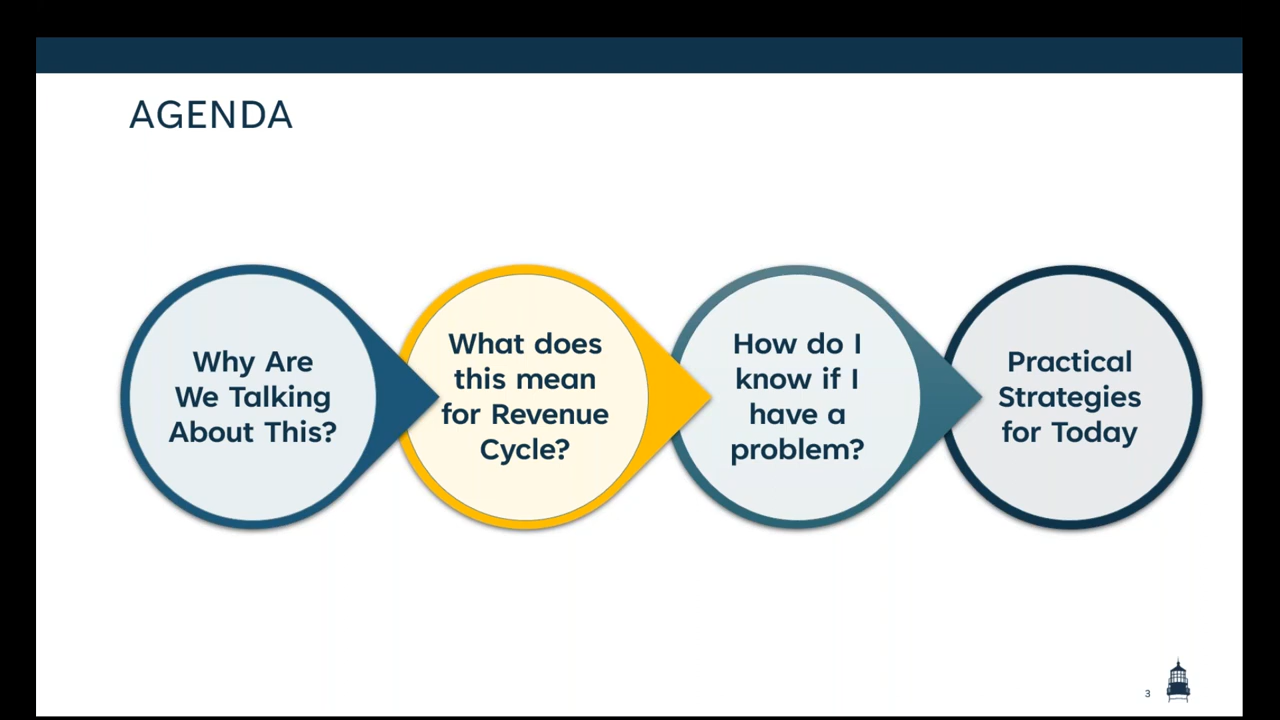 AGENDA
Why Are
We Talking
About This?
What does
this mean
for Revenue
Cycle?
How do I
know if I
have a
problem?
Practical
Strategies
for Today
3